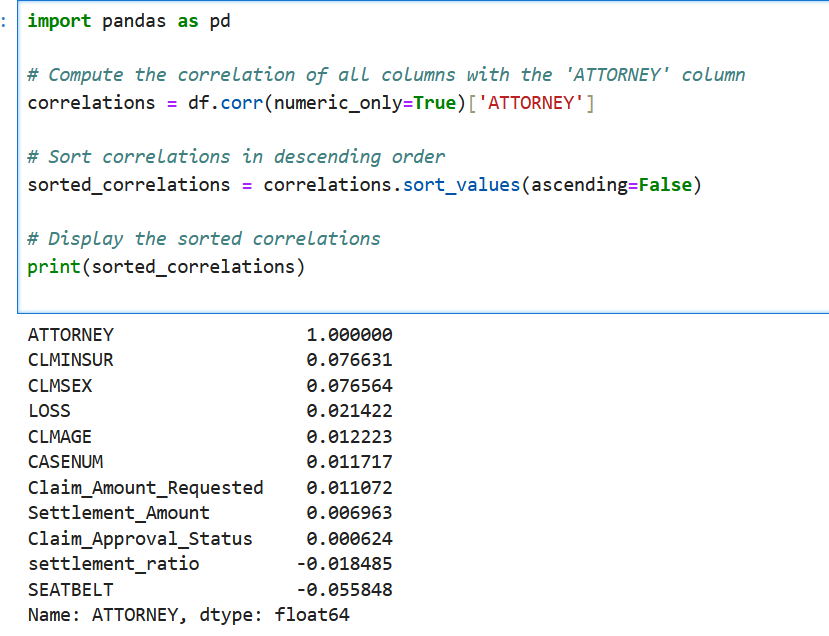 :
import pandas as pd
# Compute the correlation of all columns with the 'ATTORNEY' column
correlations = df.corr(numeric_only=True)['ATTORNEY']
# Sort correlations in descending order
sorted_correlations = correlations.sort_values(ascending=False)
# Display the sorted correlations
print(sorted_correlations)
ATTORNEY 1.000000
CLMINSUR 0.076631
CLMSEX 0.076564
LOSS 0.021422
CLMAGE 0.012223
CASENUM 0.011717
Claim_Amount_Requested 0.011072
Settlement_Amount 0.006963
Claim_Approval_Status 0.000624
settlement_ratio -0.018485
SEATBELT -0.055848
Name: ATTORNEY, dtype: float64